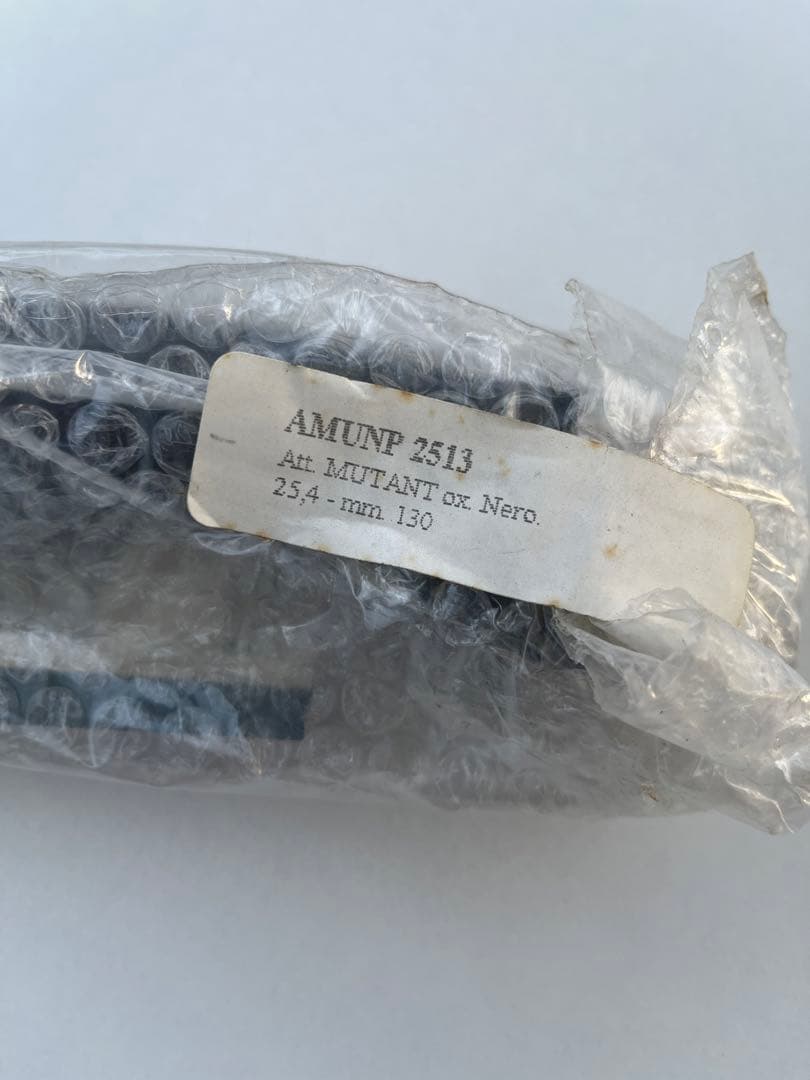 AMUNP 2513
Att. MUTANT ox. Nero.
25,4 - mm. 130